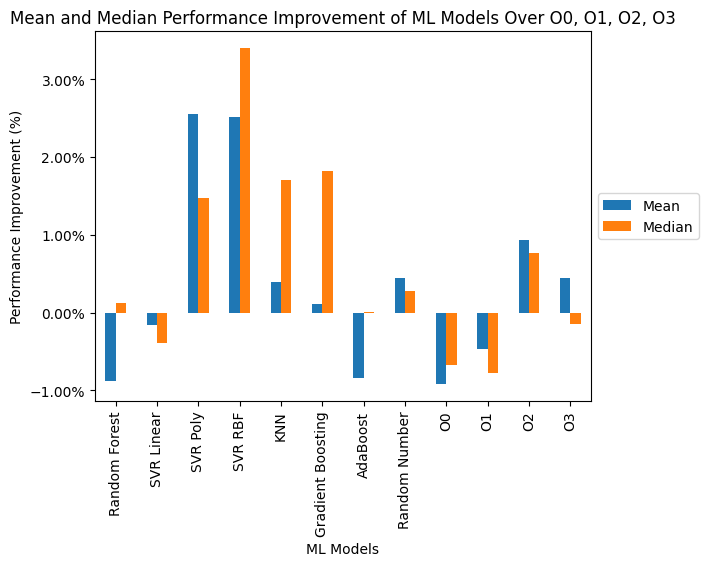 Mean and Median Performance Improvement of ML Models Over O0, O1, O2, O3
Performance Improvement (%)
3.00%
2.00%
1.00%
0.00%
−1.00%
Mean
Median
Random Forest
SVR Linear
SVR Poly
SVR RBF
KNN
Gradient Boosting
AdaBoost
Random Number
O0
O1
O2
O3
ML Models